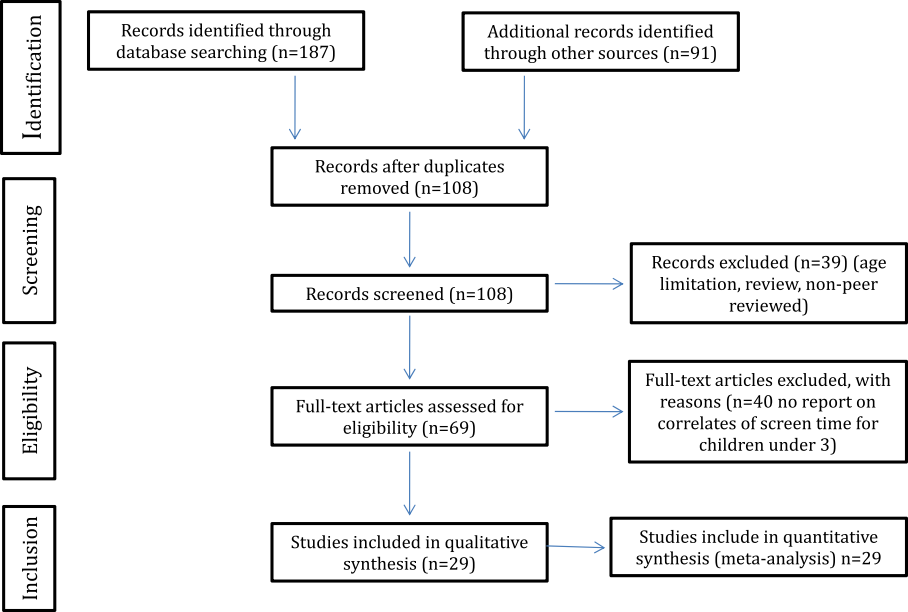 Identification
Records identified through
database searching (n=187)
Additional records identified
through other sources (n=91)
Records after duplicates
removed (n=108)
Screening
Records screened (n=108)
Records excluded (n=39) (age
limitation, review, non-peer
reviewed)
Eligibility
Full-text articles assessed for
eligibility (n=69)
Full-text articles excluded, with
reasons (n=40 no report on
correlates of screen time for
children under 3)
Inclusion
Studies included in qualitative
synthesis (n=29)
Studies include in quantitative
synthesis (meta-analysis) n=29